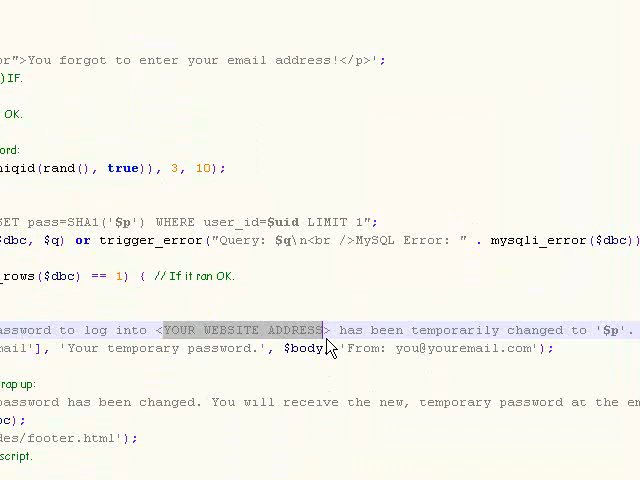 or">You forgot to enter your email address!</p>';
) IF.
OK.
ord:
niqid(rand(), true)), 3, 10);
SET pass=SHA1('$p') WHERE user_id=$uid LIMIT 1";
$dbc, $q) or trigger_error("Query: $q\n<br />MySQL Error: " . mysqli_error($dbc))
_rows($dbc) == 1) { // If it ran OK.
assword to log into <YOUR WEBSITE ADDRESS> has been temporarily changed to '$p'.
mail'], 'Your temporary password.', $body, 'From: you@youremail.com');
rap up:
password has been changed. You will receive the new, temporary password at the em
bc);
des/footer.html');
script.